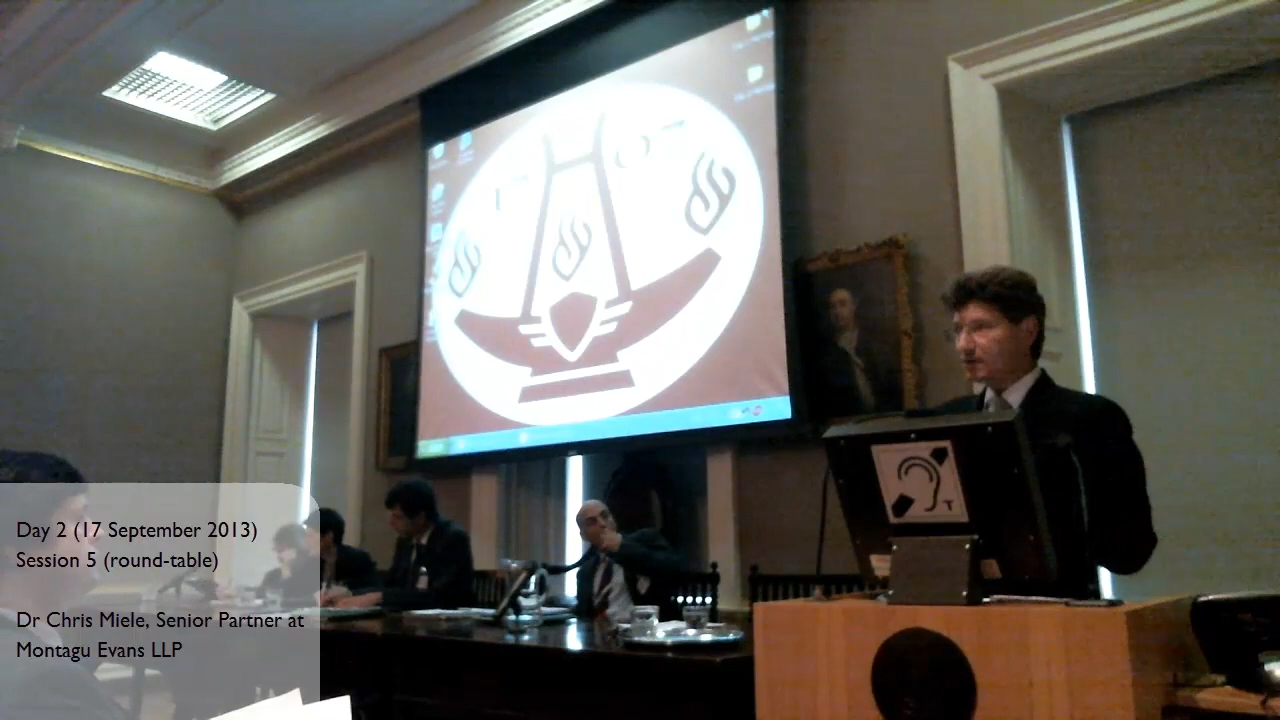 Day 2 (17 September 2013)
Session 5 (round-table)
Dr Chris Miele, Senior Partner at
Montagu Evans LLP
T